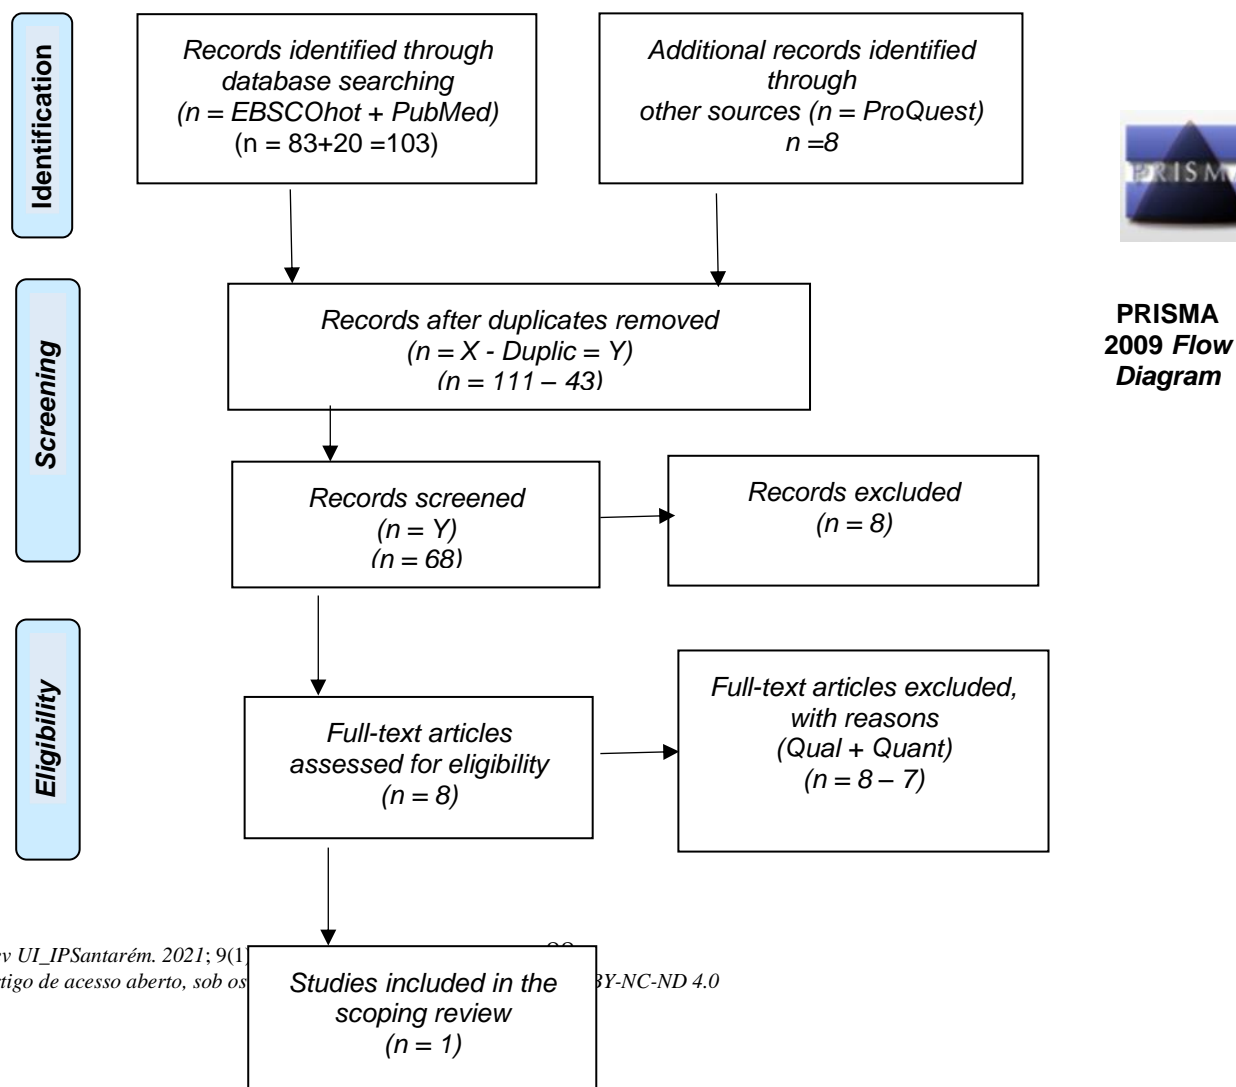 Identification
Records identified through
database searching
(n = EBSCOhot + PubMed)
(n = 83+20 =103)
Additional records identified
through
other sources (n = ProQuest)
n =8
PRISM
PRISMA
2009 Flow
Diagram
Screening
Records after duplicates removed
(n = X - Duplic = Y)
(n = 111 – 43)
Records screened
(n = Y)
(n = 68)
Records excluded
(n = 8)
Eligibility
Full-text articles
assessed for eligibility
(n = 8)
Full-text articles excluded,
with reasons
(Qual + Quant)
(n = 8 – 7)
UI_IPSantarém. 2021; 9(1)
de acesso aberto, sob os
BY-NC-ND 4.0
Studies included in the
scoping review
(n = 1)